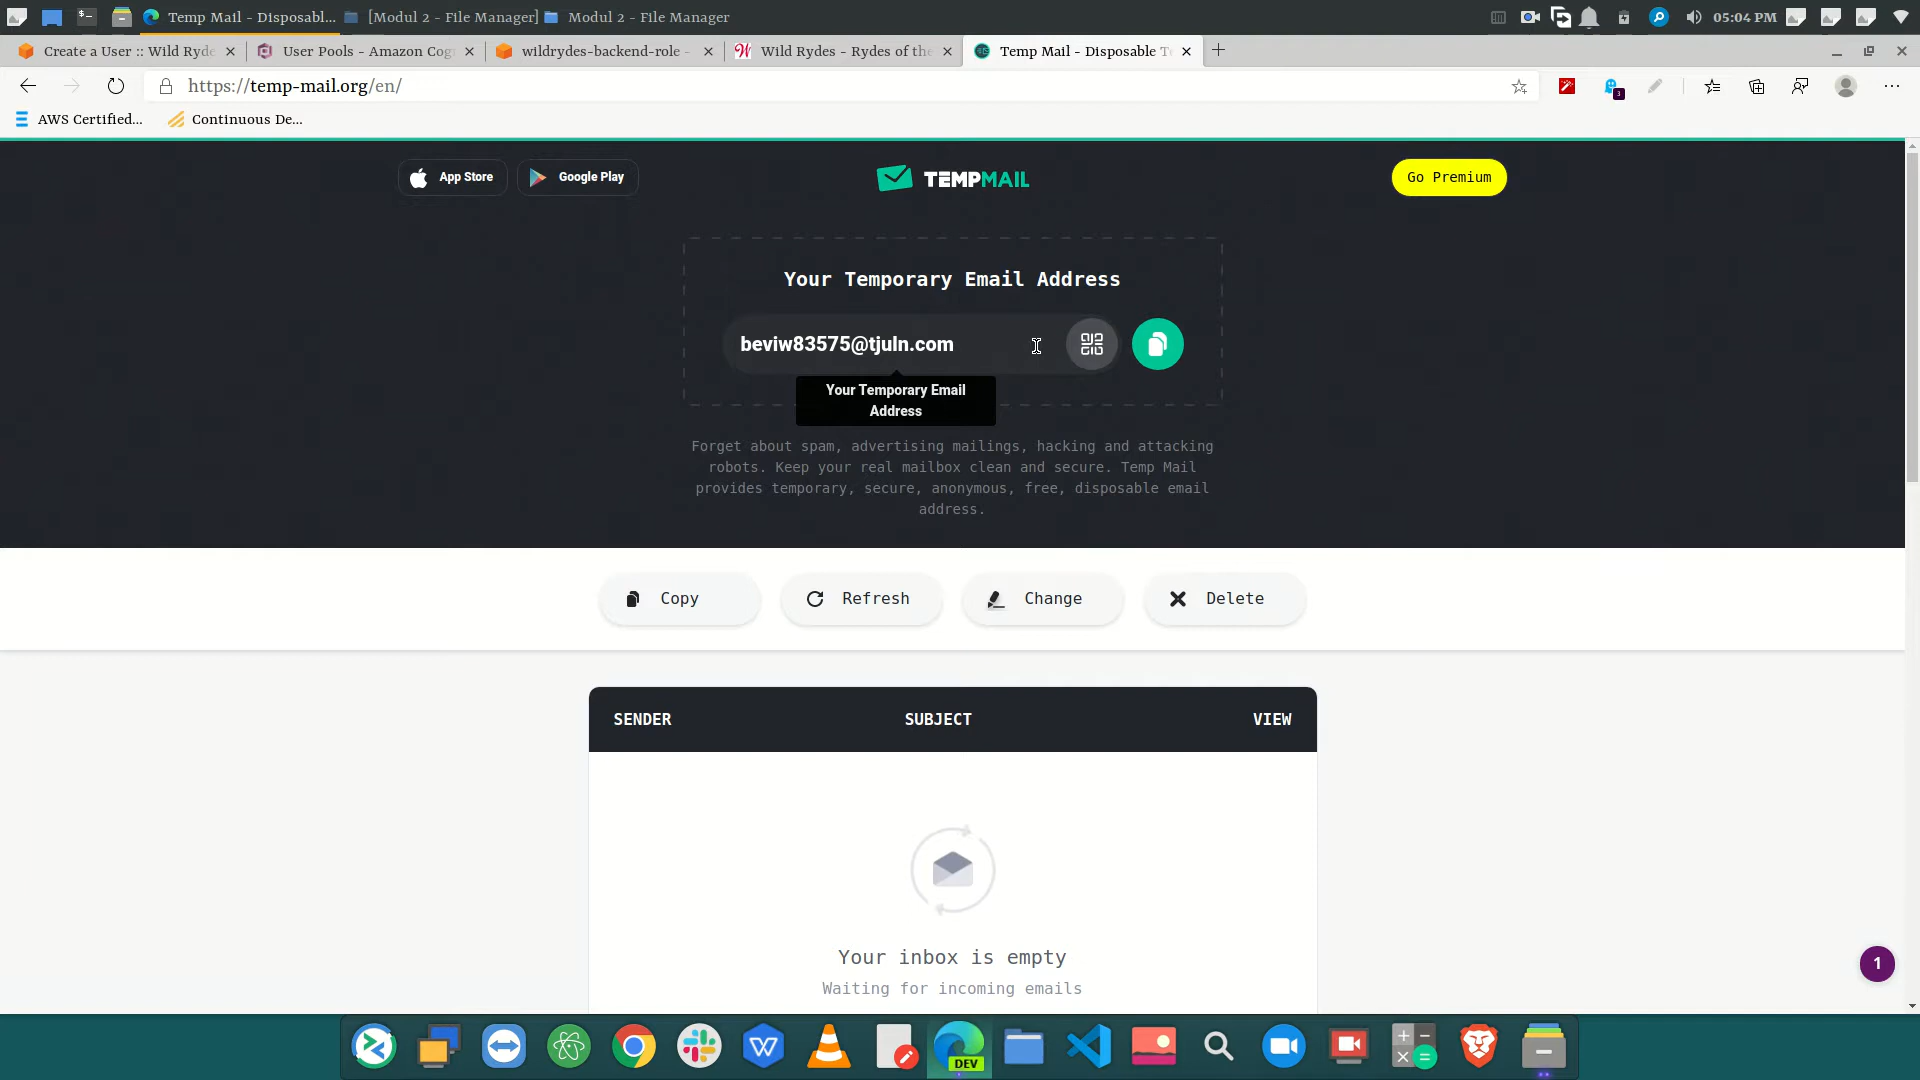 Temp Mail - Disposabl...
[Modul 2 - File Manager]
Modul 2 - File Manager
05:04 PM
Create a User :: Wild Ryde
User Pools - Amazon Cog
wildrydes-backend-role -
Wild Rydes - Rydes of the
Temp Mail - Disposable Te
https://temp-mail.org/en/
3
AWS Certified...
Continuous De...
App Store
Google Play
TEMPMAIL
Go Premium
Your Temporary Email Address
beviw83575@tjuln.com
Your Temporary Email
Address
Forget about spam, advertising mailings, hacking and attacking
robots. Keep your real mailbox clean and secure. Temp Mail
provides temporary, secure, anonymous, free, disposable email
address.
Copy
Refresh
Change
Delete
SENDER
SUBJECT
VIEW
Your inbox is empty
Waiting for incoming emails
1
DEV